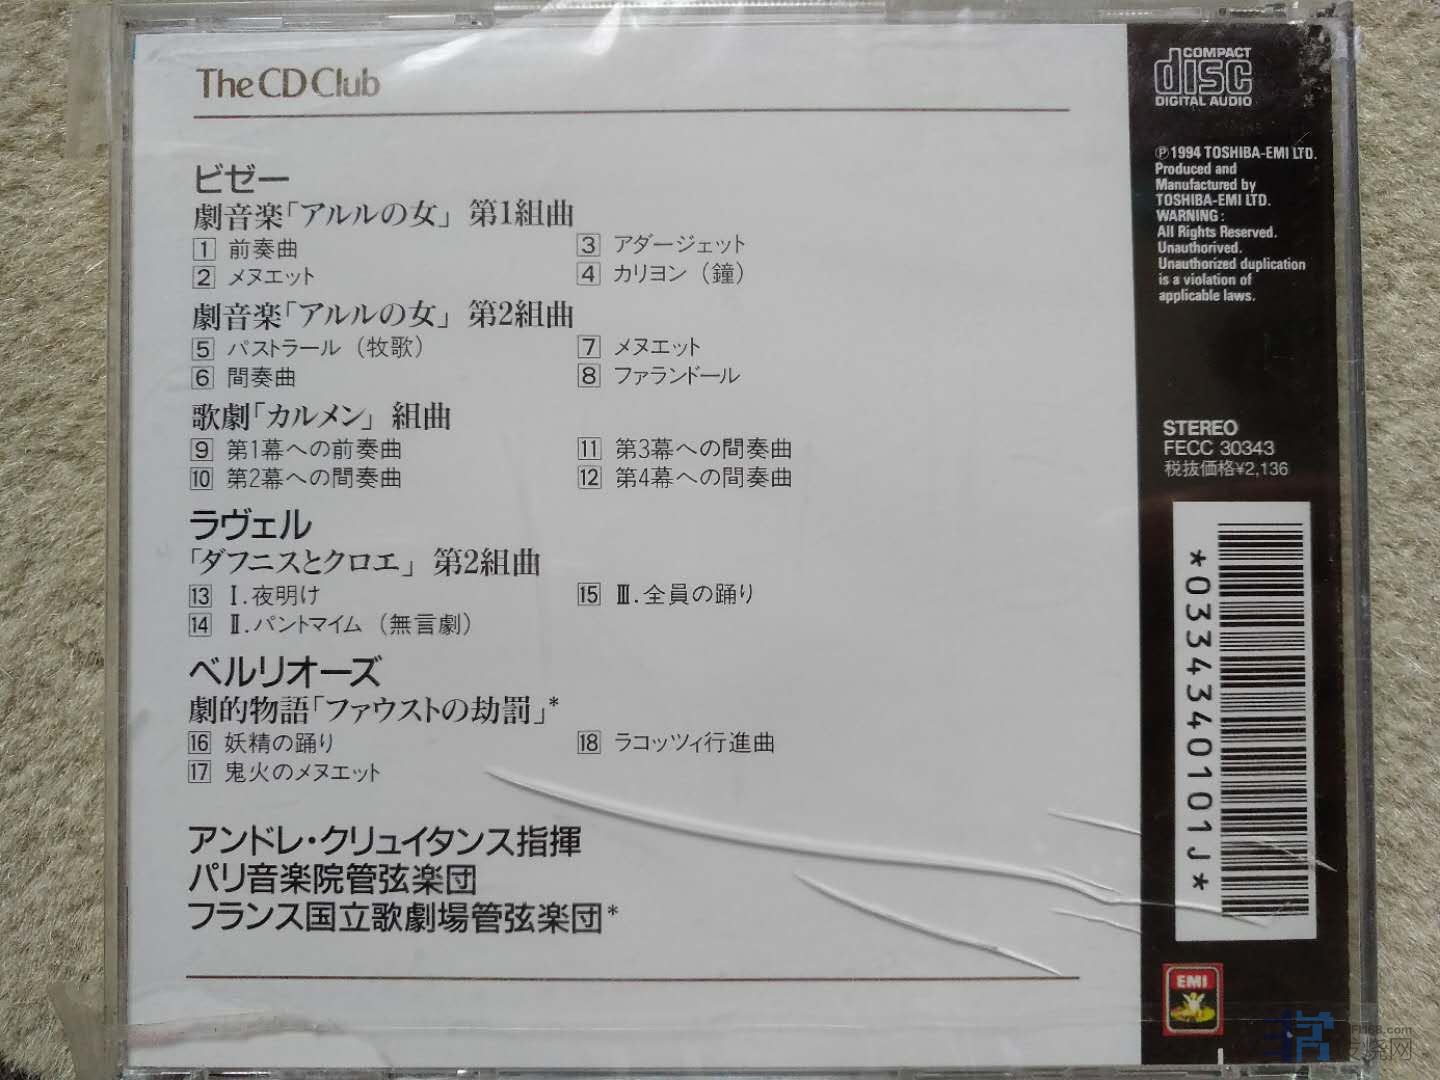 The CD Club
ビゼー
劇音楽「アルルの女」 第1組曲
1 前奏曲
2 メヌエット
3 アダージェット
4 カリヨン（鐘）
劇音楽「アルルの女」 第2組曲
5 パストラール（牧歌）
6 間奏曲
7 メヌエット
8 ファランドール
歌劇「カルメン」 組曲
9 第1幕への前奏曲
10 第2幕への間奏曲
11 第3幕への間奏曲
12 第4幕への間奏曲
ラヴェル
「ダフニスとクロエ」 第2組曲
13 Ⅰ.夜明け
14 Ⅱ.パントマイム（無言劇）
15 Ⅲ.全員の踊り
ベルリオーズ
劇的物語「ファウストの劫罰」*
16 妖精の踊り
17 鬼火のメヌエット
18 ラコッツィ行進曲
アンドレ・クリュイタンス指揮
パリ音楽院管弦楽団
フランス国立歌劇場管弦楽団*
COMPACT
disc
DIGITAL AUDIO
℗1994 TOSHIBA-EMI LTD.
Produced and
Manufactured by
TOSHIBA-EMI LTD.
WARNING:
All Rights Reserved.
Unauthorived.
Unauthorized duplication
is a violation of
applicable laws.
STEREO
FECC 30343
税抜価格¥2,136
*0334340101J*
EMI
发烧网